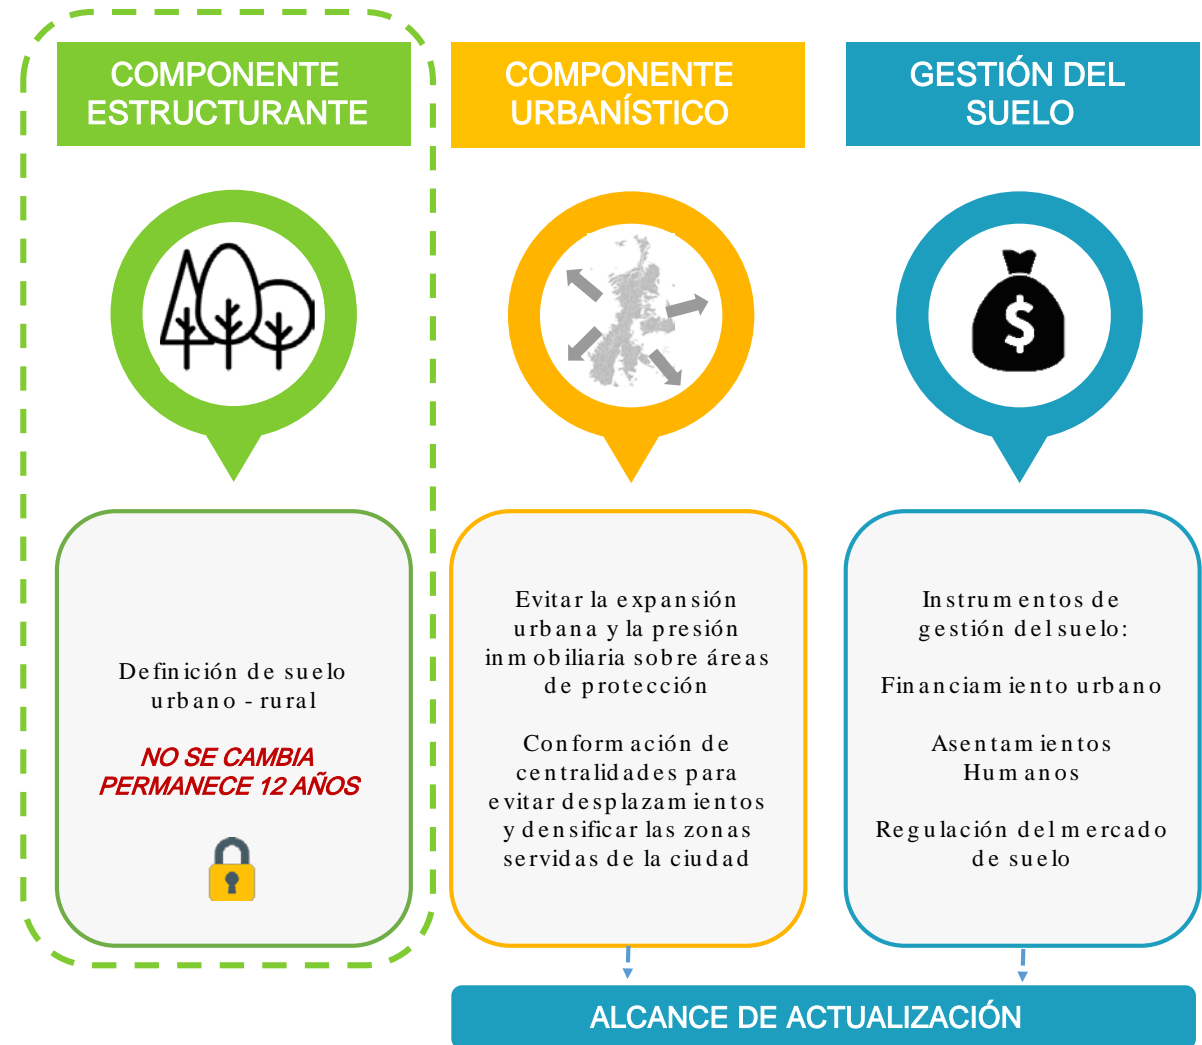 COMPONENTE
ESTRUCTURANTE
Definición de suelo
urbano - rural
NO SE CAMBIA
PERMANECE 12 AÑOS
COMPONENTE
URBANÍSTICO
Evitar la expansión
urbana y la presión
inmobiliaria sobre áreas
de protección
Conformación de
centralidades para
evitar desplazamientos
y densificar las zonas
servidas de la ciudad
GESTIÓN DEL
SUELO
$
Instrumentos de
gestión del suelo:
Financiamiento urbano
Asentamientos
Humanos
Regulación del mercado
de suelo
ALCANCE DE ACTUALIZACIÓN